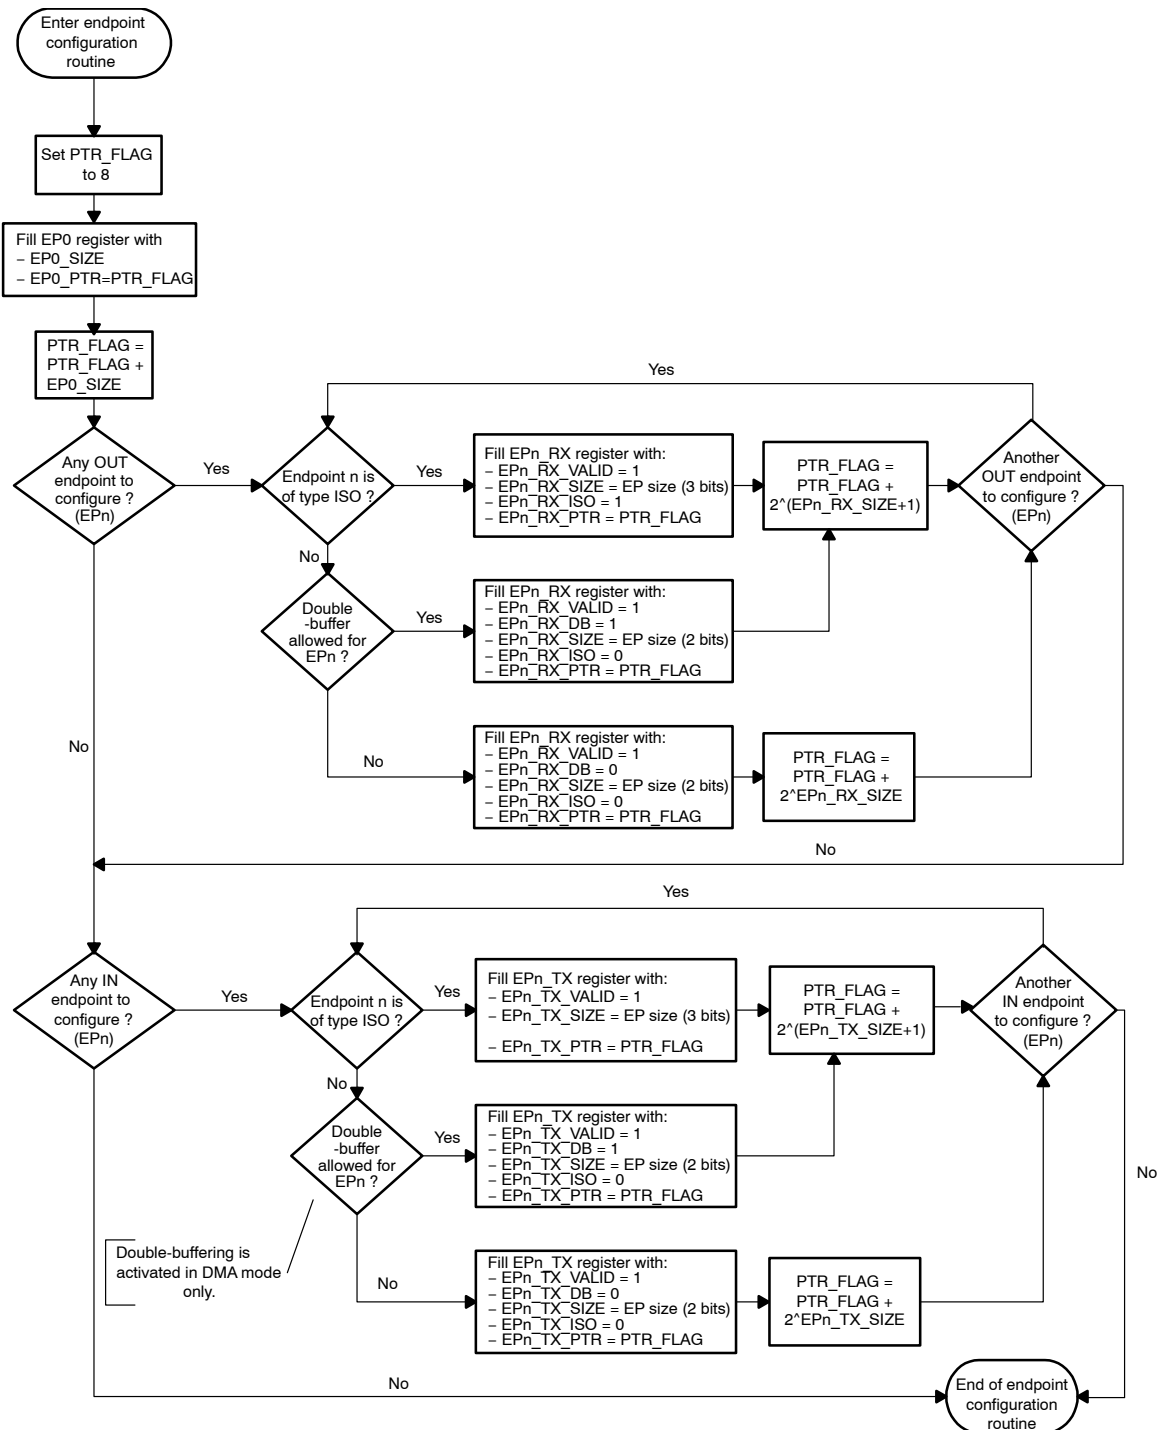 Enter endpoint
configuration
routine
Set PTR_FLAG
to 8
Fill EP0 register with
− EP0_SIZE
− EP0_PTR=PTR_FLAG
PTR_FLAG =
PTR_FLAG +
EP0_SIZE
Any OUT
endpoint to
configure ?
(EPn)
Yes
No
Endpoint n is
of type ISO ?
Yes
No
Fill EPn_RX register with:
− EPn_RX_VALID = 1
− EPn_RX_SIZE = EP size (3 bits)
− EPn_RX_ISO = 1
− EPn_RX_PTR = PTR_FLAG
PTR_FLAG =
PTR_FLAG +
2^(EPn_RX_SIZE+1)
Another
OUT endpoint
to configure ?
(EPn)
Yes
No
Double
-buffer
allowed for
EPn ?
Yes
No
Fill EPn_RX register with:
− EPn_RX_VALID = 1
− EPn_RX_DB = 1
− EPn_RX_SIZE = EP size (2 bits)
− EPn_RX_ISO = 0
− EPn_RX_PTR = PTR_FLAG
Fill EPn_RX register with:
− EPn_RX_VALID = 1
− EPn_RX_DB = 0
− EPn_RX_SIZE = EP size (2 bits)
− EPn_RX_ISO = 0
− EPn_RX_PTR = PTR_FLAG
PTR_FLAG =
PTR_FLAG +
2^EPn_RX_SIZE
Any IN
endpoint to
configure ?
(EPn)
Yes
No
Endpoint n is
of type ISO ?
Yes
No
Fill EPn_TX register with:
− EPn_TX_VALID = 1
− EPn_TX_SIZE = EP size (3 bits)
− EPn_TX_PTR = PTR_FLAG
PTR_FLAG =
PTR_FLAG +
2^(EPn_TX_SIZE+1)
Another
IN endpoint
to configure ?
(EPn)
Yes
No
Double
-buffer
allowed for
EPn ?
Yes
No
Fill EPn_TX register with:
− EPn_TX_VALID = 1
− EPn_TX_DB = 1
− EPn_TX_SIZE = EP size (2 bits)
− EPn_TX_ISO = 0
− EPn_TX_PTR = PTR_FLAG
Double-buffering is
activated in DMA mode
only.
Fill EPn_TX register with:
− EPn_TX_VALID = 1
− EPn_TX_DB = 0
− EPn_TX_SIZE = EP size (2 bits)
− EPn_TX_ISO = 0
− EPn_TX_PTR = PTR_FLAG
PTR_FLAG =
PTR_FLAG +
2^EPn_TX_SIZE
End of endpoint
configuration
routine